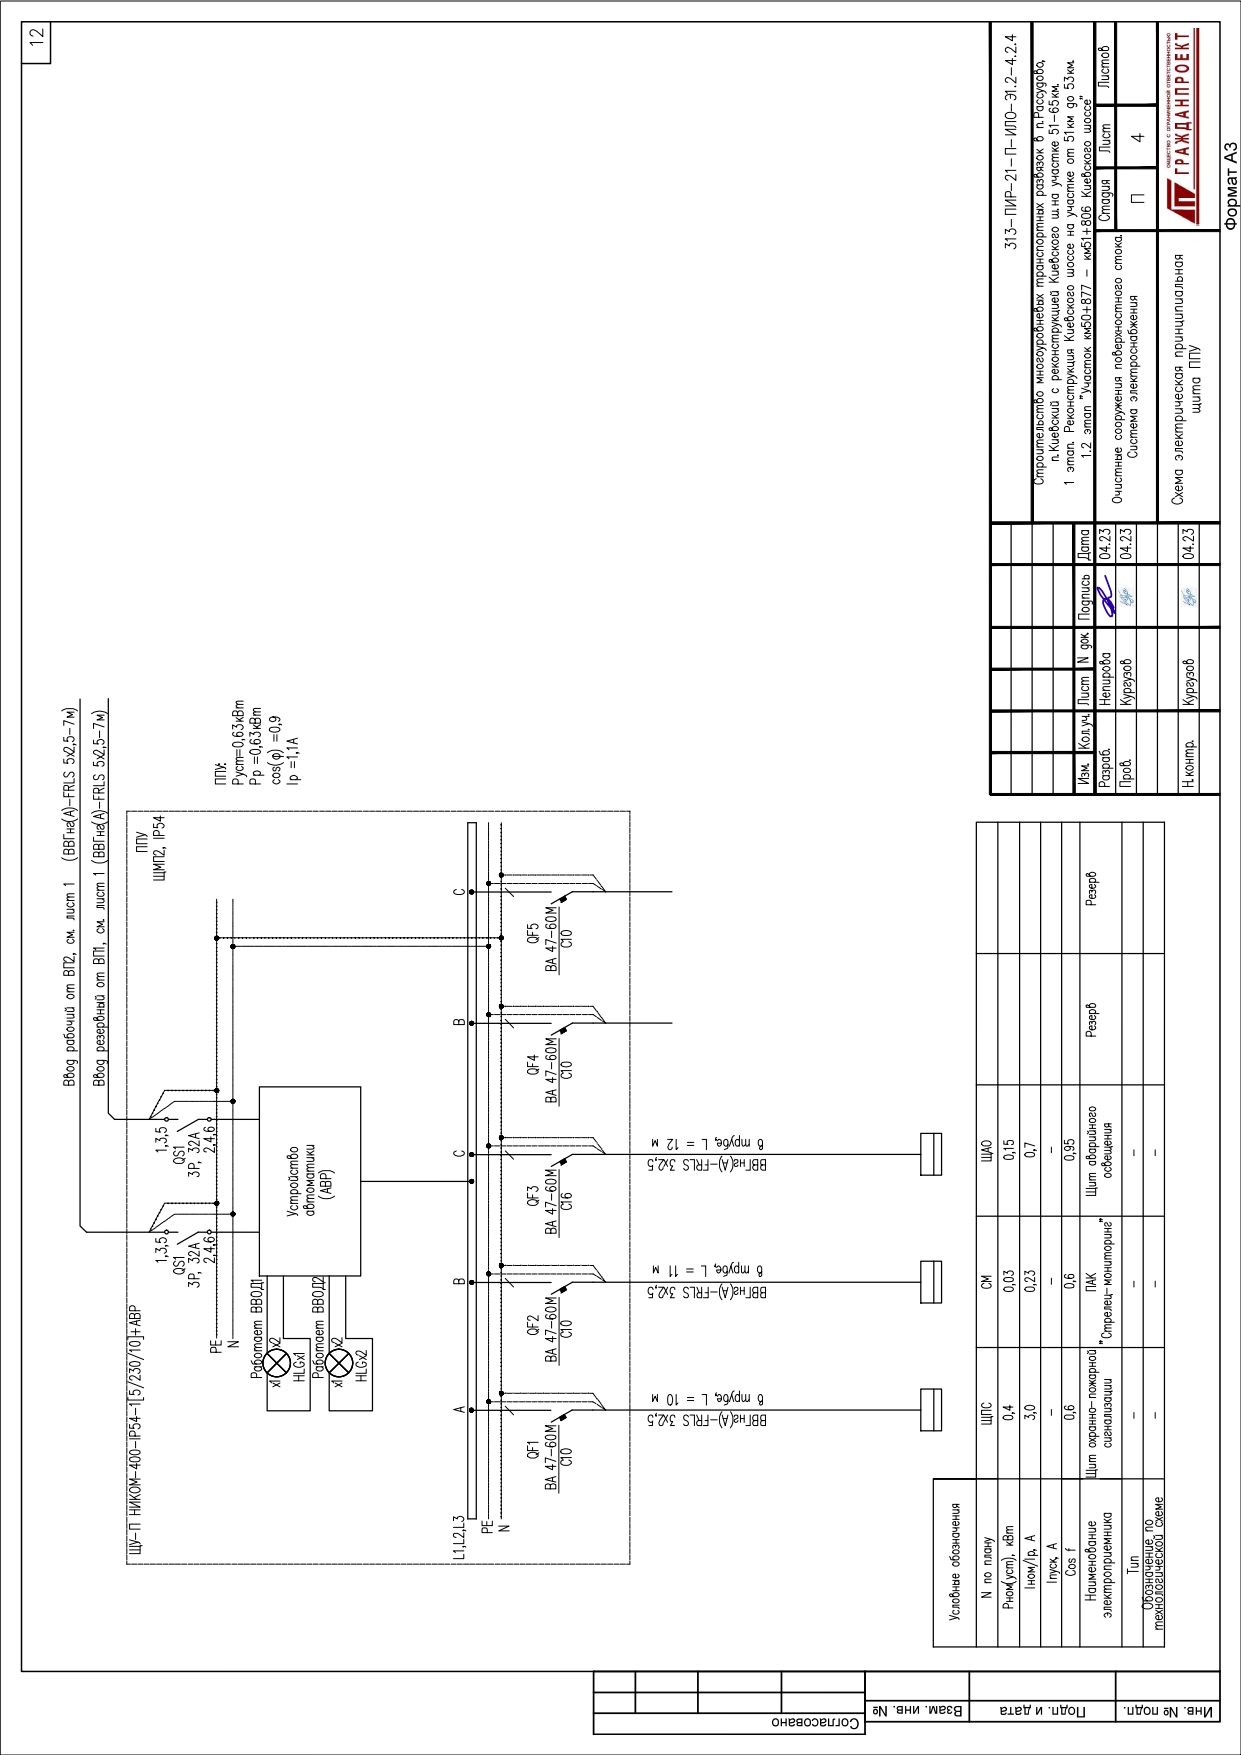 12
Ввод рабочий от ВП2, см. лист 1 (ВВГнг(А)-FRLS 5х2,5-7м)
Ввод резервный от ВП1, см. лист 1 (ВВГнг(А)-FRLS 5х2,5-7м)
ЩУ-П НИКОМ-400-IP54-1[5/230/10]+АВР
ППУ
ЩМП2, IP54
ППУ:
Pуст=0,63кВт
Pр =0,63кВт
cos(φ) =0,9
Iр =1,1А
1,3,5
QS1
3P, 32А
2,4,6
1,3,5
QS1
3P, 32А
2,4,6
PE
N
Работает ВВОД1
х1
х2
HLGx1
Работает ВВОД2
х1
х2
HLGx2
Устройство
автоматики
(АВР)
L1,L2,L3
PE
N
A
B
C
B
C
QF1
ВА 47-60М
С10
QF2
ВА 47-60М
С10
QF3
ВА 47-60М
С16
QF4
ВА 47-60М
С10
QF5
ВА 47-60М
С10
ВВГнг(А)-FRLS 3х2,5
в трубе, L = 10 м
ВВГнг(А)-FRLS 3х2,5
в трубе, L = 11 м
ВВГнг(А)-FRLS 3х2,5
в трубе, L = 12 м
Условные обозначения
N по плану ЩПС СМ ЩАО
Рном(уст), кВт 0,4 0,03 0,15
Iном/Iр, А 3,0 0,23 0,7
Iпуск, А - - -
Cos f 0,6 0,6 0,95
Наименование
электроприемника
Щит охранно-пожарной
сигнализации
ПАК
"Стрелец-мониторинг"
Щит аварийного
освещения
Резерв
Резерв
Тип - - -
Обозначение по
технологической схеме - - -
313-ПИР-21-П-ИЛО-Э1.2-4.2.4
Строительство многоуровневых транспортных развязок в п.Рассудово,
п.Киевский с реконструкцией Киевского ш.на участке 51-65км.
1 этап. Реконструкция Киевского шоссе на участке от 51км до 53км.
1.2 этап "Участок км50+877 - км51+806 Киевского шоссе"
Изм. Кол.уч. Лист N док. Подпись Дата
Разраб. Непирова 04.23
Пров. Кургузов 04.23
Н.контр. Кургузов 04.23
Очистные сооружения поверхностного стока.
Система электроснабжения
Стадия Лист Листов
П 4
Схема электрическая принципиальная
щита ППУ
ОБЩЕСТВО С ОГРАНИЧЕННОЙ ОТВЕТСТВЕННОСТЬЮ
ГРАЖДАНПРОЕКТ
Формат А3
Согласовано
Взам. инв. №
Подп. и дата
Инв. № подп.